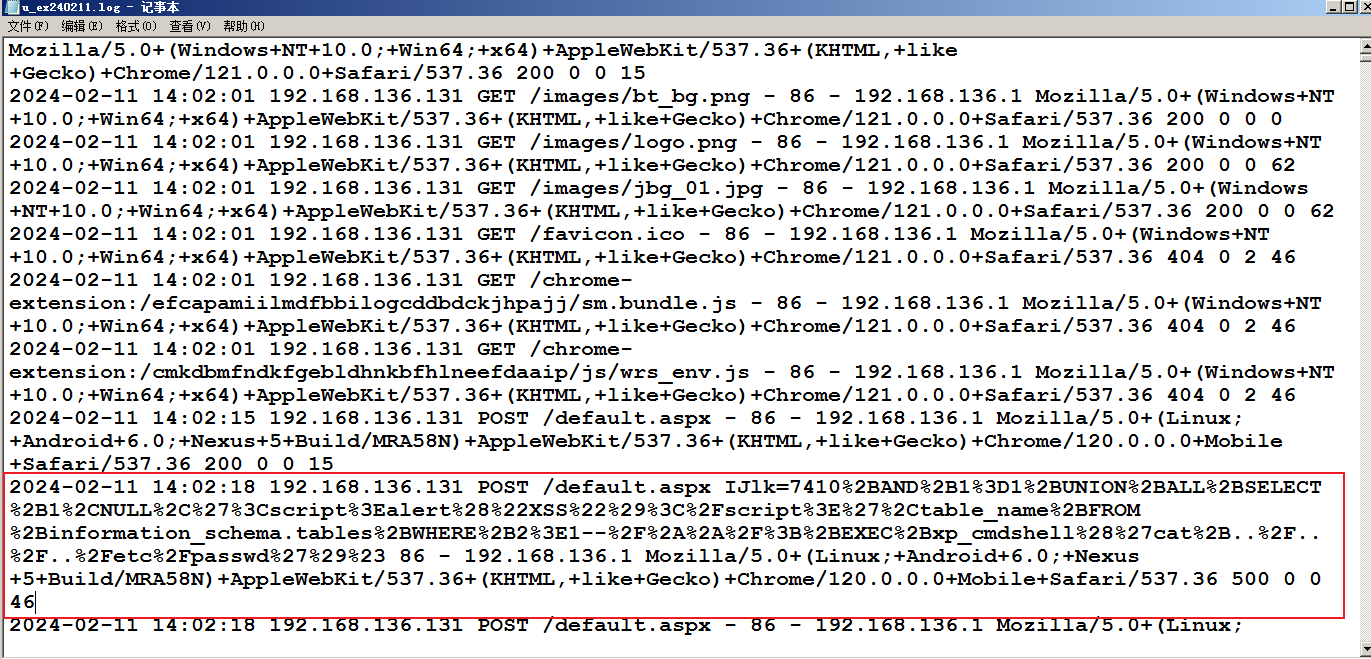 u_ex240211.log - 记事本
文件(F) 编辑(E) 格式(O) 查看(V) 帮助(H)
Mozilla/5.0+(Windows+NT+10.0;+Win64;+x64)+AppleWebKit/537.36+(KHTML,+like
+Gecko)+Chrome/121.0.0.0+Safari/537.36 200 0 0 15
2024-02-11 14:02:01 192.168.136.131 GET /images/bt_bg.png - 86 - 192.168.136.1 Mozilla/5.0+(Windows+NT
+10.0;+Win64;+x64)+AppleWebKit/537.36+(KHTML,+like+Gecko)+Chrome/121.0.0.0+Safari/537.36 200 0 0 0
2024-02-11 14:02:01 192.168.136.131 GET /images/logo.png - 86 - 192.168.136.1 Mozilla/5.0+(Windows+NT
+10.0;+Win64;+x64)+AppleWebKit/537.36+(KHTML,+like+Gecko)+Chrome/121.0.0.0+Safari/537.36 200 0 0 62
2024-02-11 14:02:01 192.168.136.131 GET /images/jbg_01.jpg - 86 - 192.168.136.1 Mozilla/5.0+(Windows
+NT+10.0;+Win64;+x64)+AppleWebKit/537.36+(KHTML,+like+Gecko)+Chrome/121.0.0.0+Safari/537.36 200 0 0 62
2024-02-11 14:02:01 192.168.136.131 GET /favicon.ico - 86 - 192.168.136.1 Mozilla/5.0+(Windows+NT
+10.0;+Win64;+x64)+AppleWebKit/537.36+(KHTML,+like+Gecko)+Chrome/121.0.0.0+Safari/537.36 404 0 2 46
2024-02-11 14:02:01 192.168.136.131 GET /chrome-
extension:/efcapamiilmdfbbilogcddbdckjhpajj/sm.bundle.js - 86 - 192.168.136.1 Mozilla/5.0+(Windows+NT
+10.0;+Win64;+x64)+AppleWebKit/537.36+(KHTML,+like+Gecko)+Chrome/121.0.0.0+Safari/537.36 404 0 2 46
2024-02-11 14:02:01 192.168.136.131 GET /chrome-
extension:/cmkdbmfndkfgebldhnkbfhlneefdaaip/js/wrs_env.js - 86 - 192.168.136.1 Mozilla/5.0+(Windows+NT
+10.0;+Win64;+x64)+AppleWebKit/537.36+(KHTML,+like+Gecko)+Chrome/121.0.0.0+Safari/537.36 404 0 2 46
2024-02-11 14:02:15 192.168.136.131 POST /default.aspx - 86 - 192.168.136.1 Mozilla/5.0+(Linux;
+Android+6.0;+Nexus+5+Build/MRA58N)+AppleWebKit/537.36+(KHTML,+like+Gecko)+Chrome/120.0.0.0+Mobile
+Safari/537.36 200 0 0 15
2024-02-11 14:02:18 192.168.136.131 POST /default.aspx IJlk=7410%2BAND%2B1%3D1%2BUNION%2BALL%2BSELECT
%2B1%2CNULL%2C%27%3Cscript%3Ealert%28%22XSS%22%29%3C%2Fscript%3E%27%2Ctable_name%2BFROM
%2Binformation_schema.tables%2BWHERE%2B2%3E1--%2F%2A%2A%2F%3B%2BEXEC%2Bxp_cmdshell%28%27cat%2B..%2F..
%2F..%2Fetc%2Fpasswd%27%29%23 86 - 192.168.136.1 Mozilla/5.0+(Linux;+Android+6.0;+Nexus
+5+Build/MRA58N)+AppleWebKit/537.36+(KHTML,+like+Gecko)+Chrome/120.0.0.0+Mobile+Safari/537.36 500 0 0
46
2024-02-11 14:02:18 192.168.136.131 POST /default.aspx - 86 - 192.168.136.1 Mozilla/5.0+(Linux;